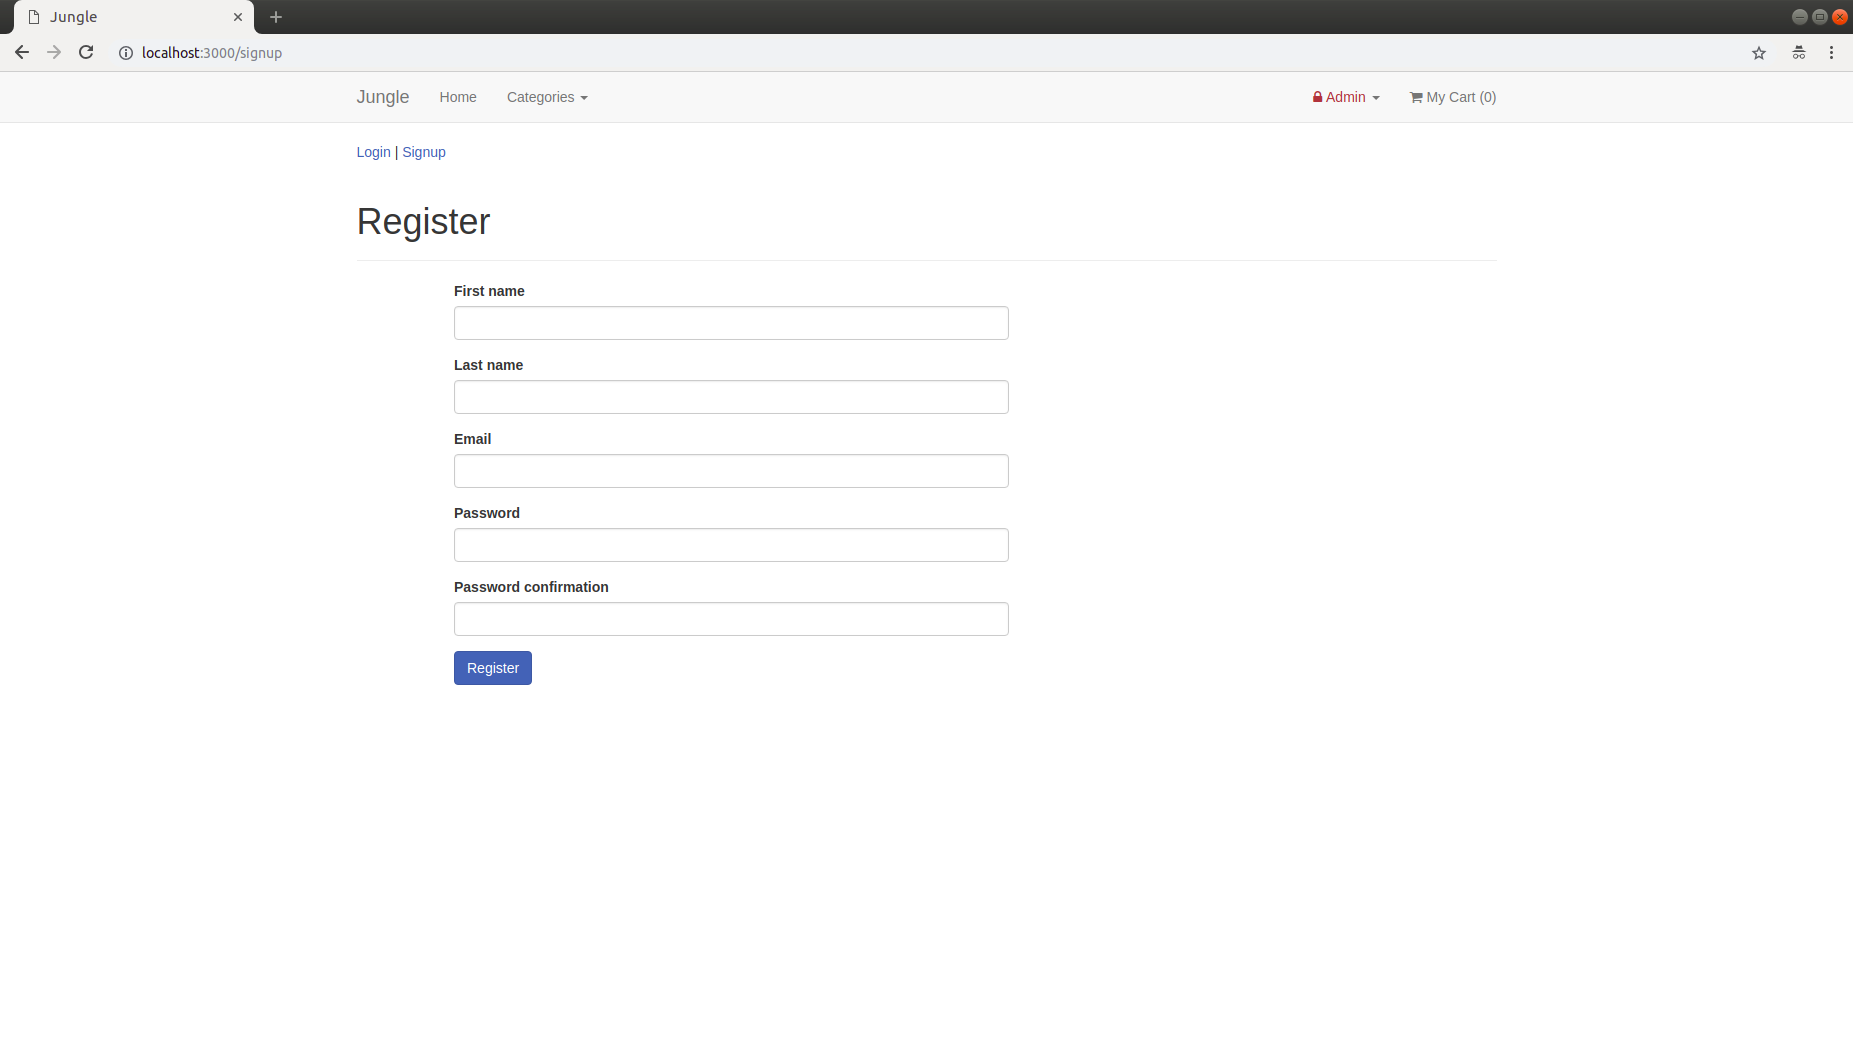 Jungle
localhost:3000/signup
Jungle Home Categories Admin My Cart (0)
Login | Signup
Register
First name
Last name
Email
Password
Password confirmation
Register